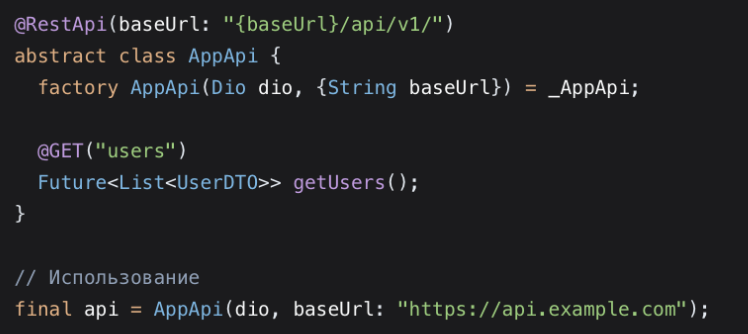 @RestApi(baseUrl: "{baseUrl}/api/v1/")
abstract class AppApi {
  factory AppApi(Dio dio, {String baseUrl}) = _AppApi;

  @GET("users")
  Future<List<UserDTO>> getUsers();
}

// Использование
final api = AppApi(dio, baseUrl: "https://api.example.com");